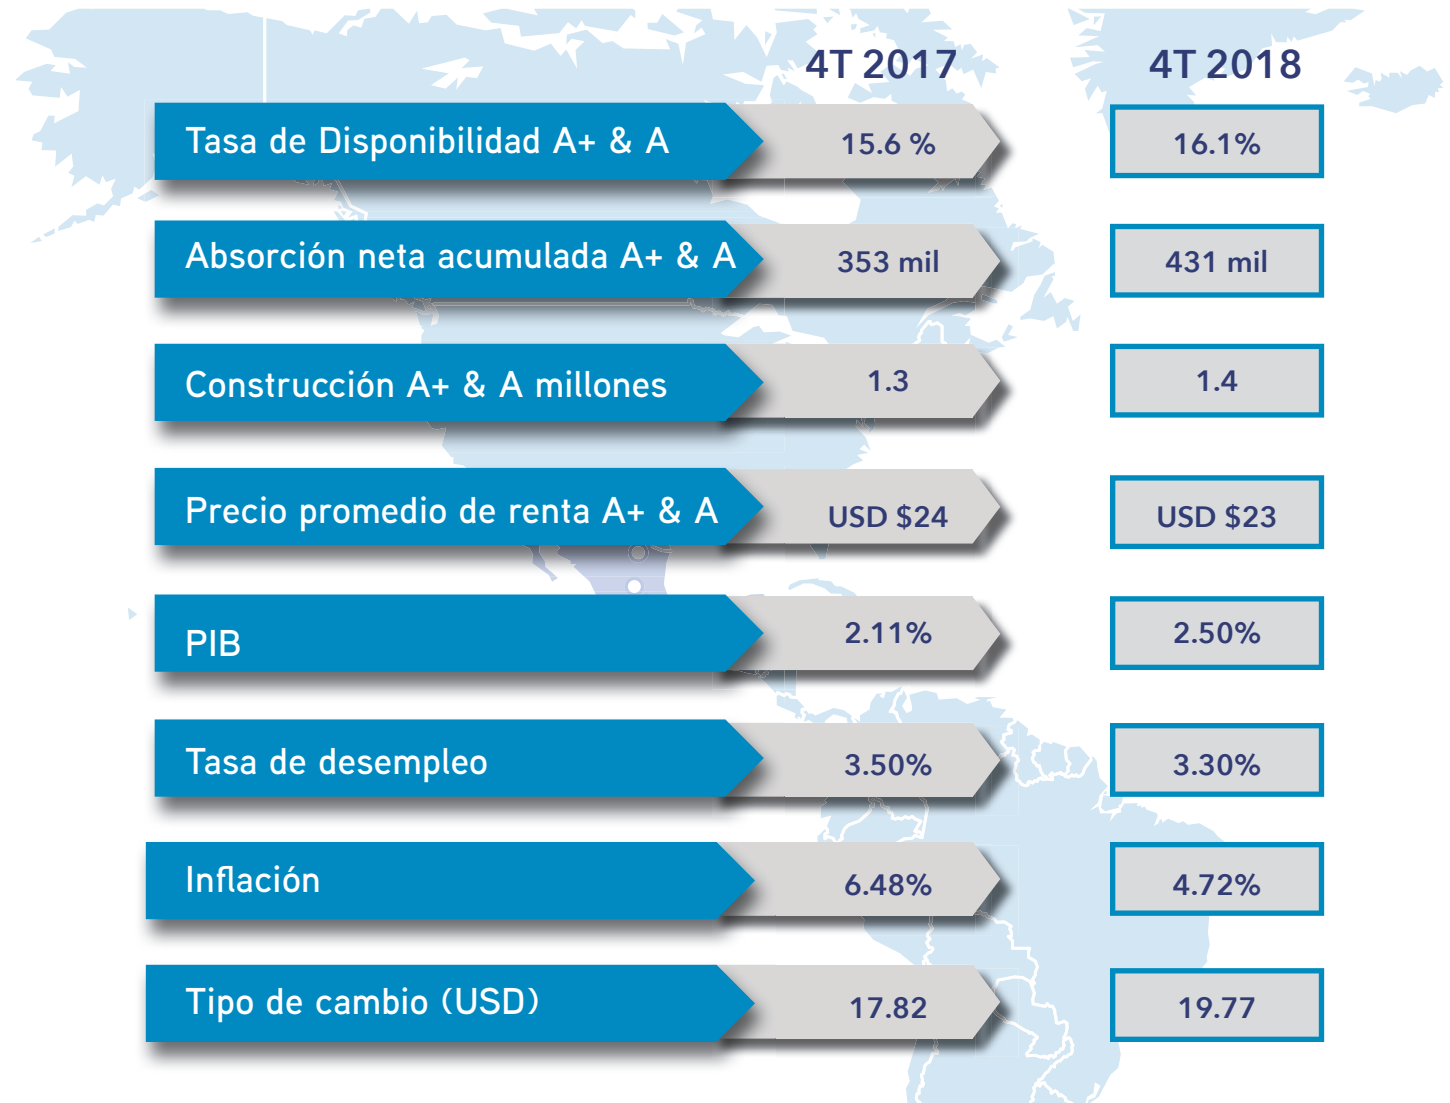 4T 2017 4T 2018
Tasa de Disponibilidad A+ & A 15.6 % 16.1%
Absorción neta acumulada A+ & A 353 mil 431 mil
Construcción A+ & A millones 1.3 1.4
Precio promedio de renta A+ & A USD $24 USD $23
PIB 2.11% 2.50%
Tasa de desempleo 3.50% 3.30%
Inflación 6.48% 4.72%
Tipo de cambio (USD) 17.82 19.77